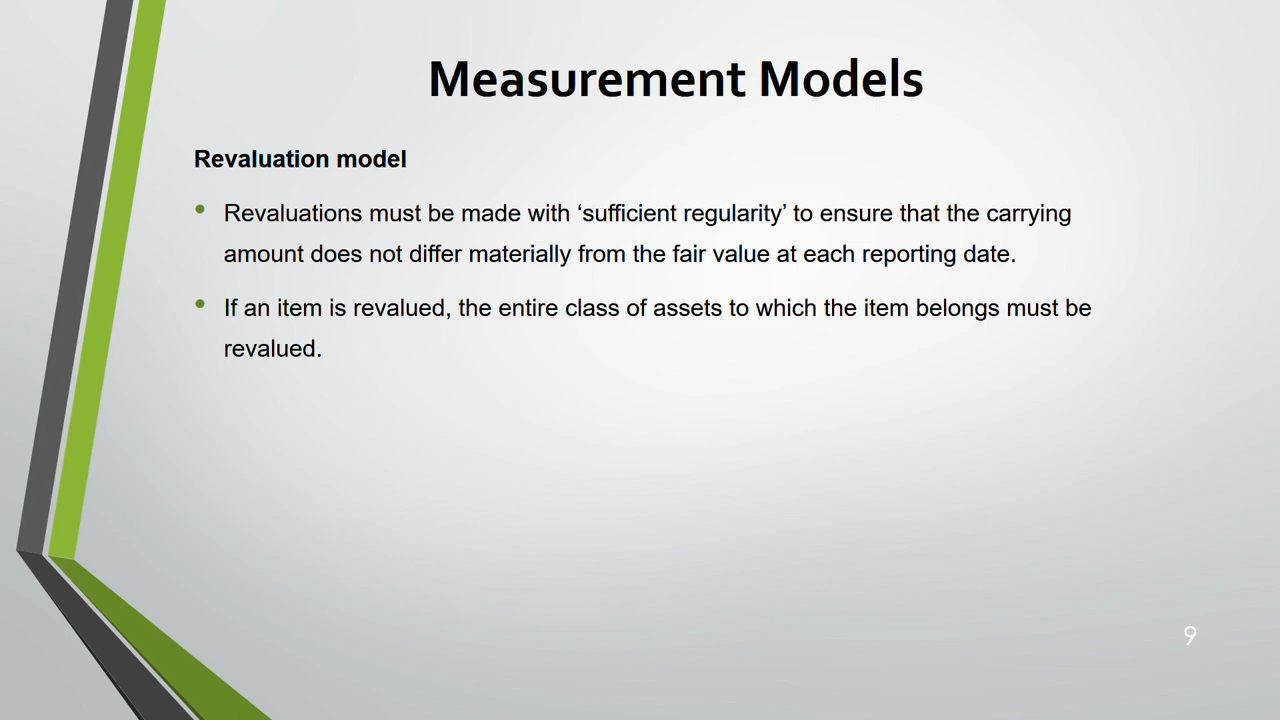 Measurement Models
Revaluation model
• Revaluations must be made with ‘sufficient regularity’ to ensure that the carrying
amount does not differ materially from the fair value at each reporting date.
• If an item is revalued, the entire class of assets to which the item belongs must be
revalued.
9